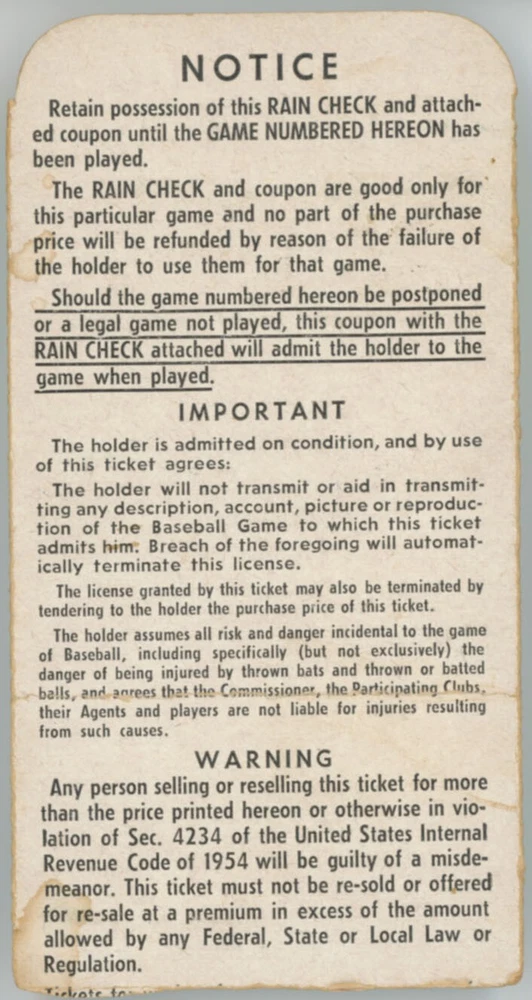 NOTICE
Retain possession of this RAIN CHECK and attach-
ed coupon until the GAME NUMBERED HEREON has
been played.
The RAIN CHECK and coupon are good only for
this particular game and no part of the purchase
price will be refunded by reason of the failure of
the holder to use them for that game.
Should the game numbered hereon be postponed
or a legal game not played, this coupon with the
RAIN CHECK attached will admit the holder to the
game when played.
IMPORTANT
The holder is admitted on condition, and by use
of this ticket agrees:
The holder will not transmit or aid in transmit-
ting any description, account, picture or reproduc-
tion of the Baseball Game to which this ticket
admits him. Breach of the foregoing will automat-
ically terminate this license.
The license granted by this ticket may also be terminated by
tendering to the holder the purchase price of this ticket.
The holder assumes all risk and danger incidental to the game
of Baseball, including specifically (but not exclusively) the
danger of being injured by thrown bats and thrown or batted
balls, and agrees that the Commissioner, the Participating Clubs,
their Agents and players are not liable for injuries resulting
from such causes.
WARNING
Any person selling or reselling this ticket for more
than the price printed hereon or otherwise in vio-
lation of Sec. 4234 of the United States Internal
Revenue Code of 1954 will be guilty of a misde-
meanor. This ticket must not be re-sold or offered
for re-sale at a premium in excess of the amount
allowed by any Federal, State or Local Law or
Regulation.
Tickets